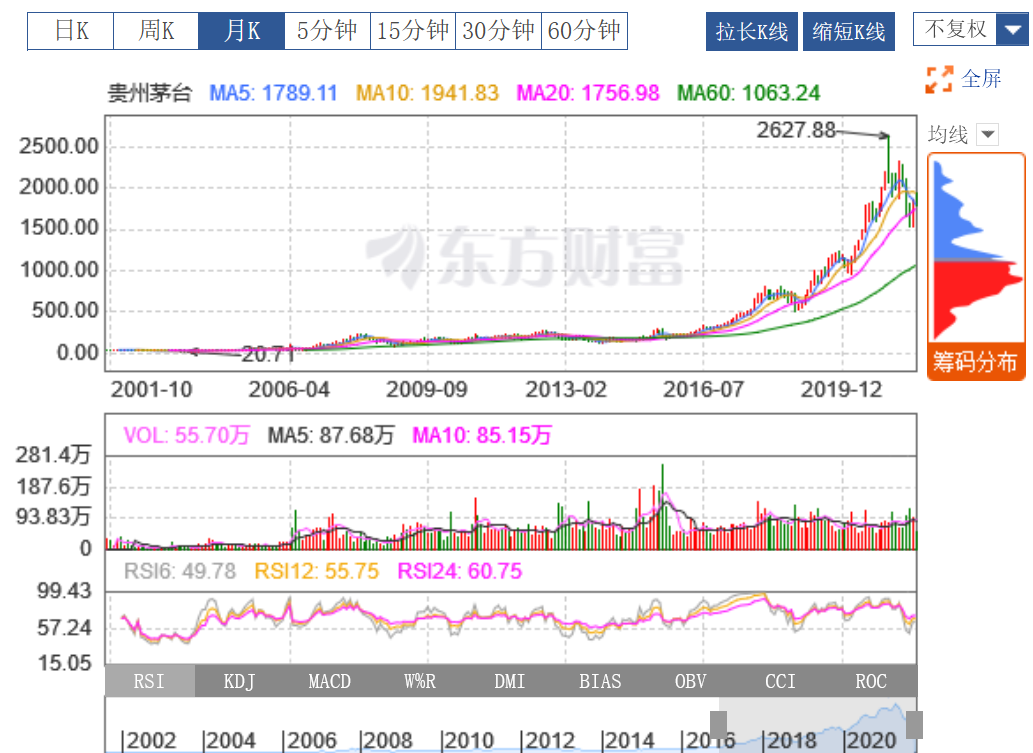 日K 周K 月K 5分钟 15分钟 30分钟 60分钟 拉长K线 缩短K线 不复权
全屏
贵州茅台 MA5: 1789.11 MA10: 1941.83 MA20: 1756.98 MA60: 1063.24
均线
2627.88
2500.00
2000.00
1500.00
东方财富
1000.00
500.00
0.00
20.71
筹码分布
2001-10 2006-04 2009-09 2013-02 2016-07 2019-12
VOL: 55.70万 MA5: 87.68万 MA10: 85.15万
281.4万
187.6万
93.83万
0
RSI6: 49.78 RSI12: 55.75 RSI24: 60.75
99.43
57.24
15.05
RSI KDJ MACD W%R DMI BIAS OBV CCI ROC
2002 2004 2006 2008 2010 2012 2014 2016 2018 2020